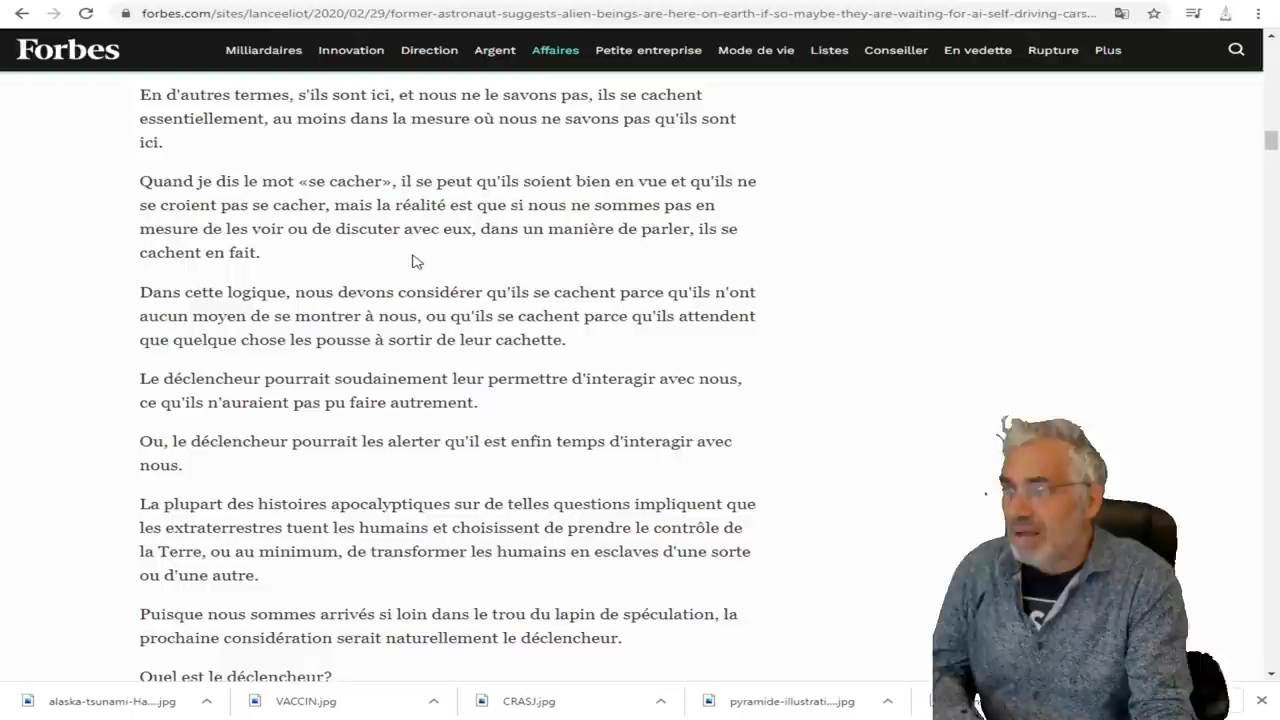 forbes.com/sites/lanceeliot/2020/02/29/former-astronaut-suggests-alien-beings-are-here-on-earth-if-so-maybe-they-are-waiting-for-ai-self-driving-cars...
Forbes Milliardaires Innovation Direction Argent Affaires Petite entreprise Mode de vie Listes Conseiller En vedette Rupture Plus
En d'autres termes, s'ils sont ici, et nous ne le savons pas, ils se cachent
essentiellement, au moins dans la mesure où nous ne savons pas qu'ils sont
ici.
Quand je dis le mot «se cacher», il se peut qu'ils soient bien en vue et qu'ils ne
se croient pas se cacher, mais la réalité est que si nous ne sommes pas en
mesure de les voir ou de discuter avec eux, dans un manière de parler, ils se
cachent en fait.
Dans cette logique, nous devons considérer qu'ils se cachent parce qu'ils n'ont
aucun moyen de se montrer à nous, ou qu'ils se cachent parce qu'ils attendent
que quelque chose les pousse à sortir de leur cachette.
Le déclencheur pourrait soudainement leur permettre d'interagir avec nous,
ce qu'ils n'auraient pas pu faire autrement.
Ou, le déclencheur pourrait les alerter qu'il est enfin temps d'interagir avec
nous.
La plupart des histoires apocalyptiques sur de telles questions impliquent que
les extraterrestres tuent les humains et choisissent de prendre le contrôle de
la Terre, ou au minimum, de transformer les humains en esclaves d'une sorte
ou d'une autre.
Puisque nous sommes arrivés si loin dans le trou du lapin de spéculation, la
prochaine considération serait naturellement le déclencheur.
Quel est le déclencheur?
alaska-tsunami-Ha....jpg VACCIN.jpg CRASJ.jpg pyramide-illustrati....jpg